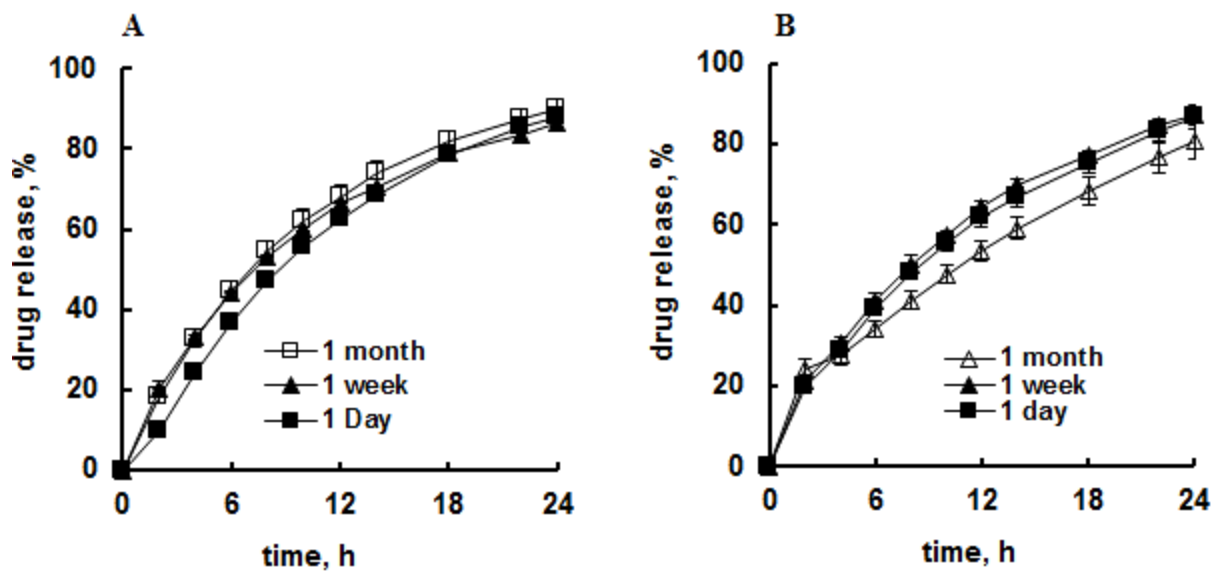 A
100
80
60
40
20
0
drug release, %
1 month
1 week
1 Day
0 6 12 18 24
time, h
B
100
80
60
40
20
0
drug release, %
1 month
1 week
1 day
0 6 12 18 24
time, h